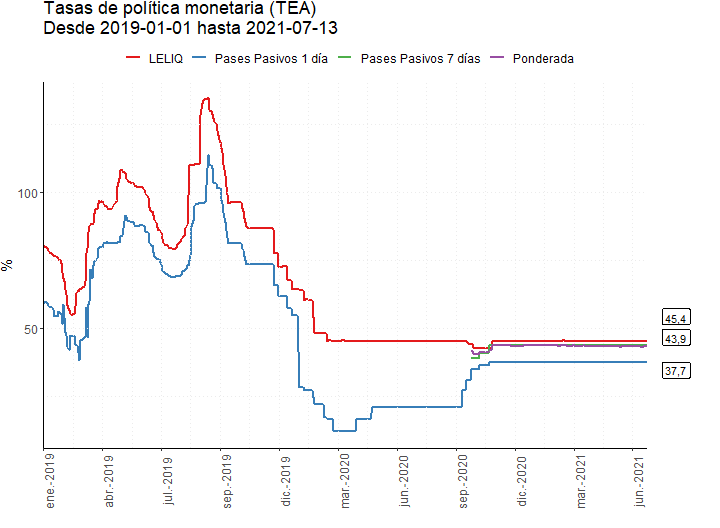 Tasas de política monetaria (TEA)
Desde 2019-01-01 hasta 2021-07-13
LELIQ Pases Pasivos 1 día Pases Pasivos 7 días Ponderada
%
100
50
45,4
43,9
37,7
ene.-2019
abr.-2019
jul.-2019
sep.-2019
dic.-2019
mar.-2020
jun.-2020
sep.-2020
dic.-2020
mar.-2021
jun.-2021